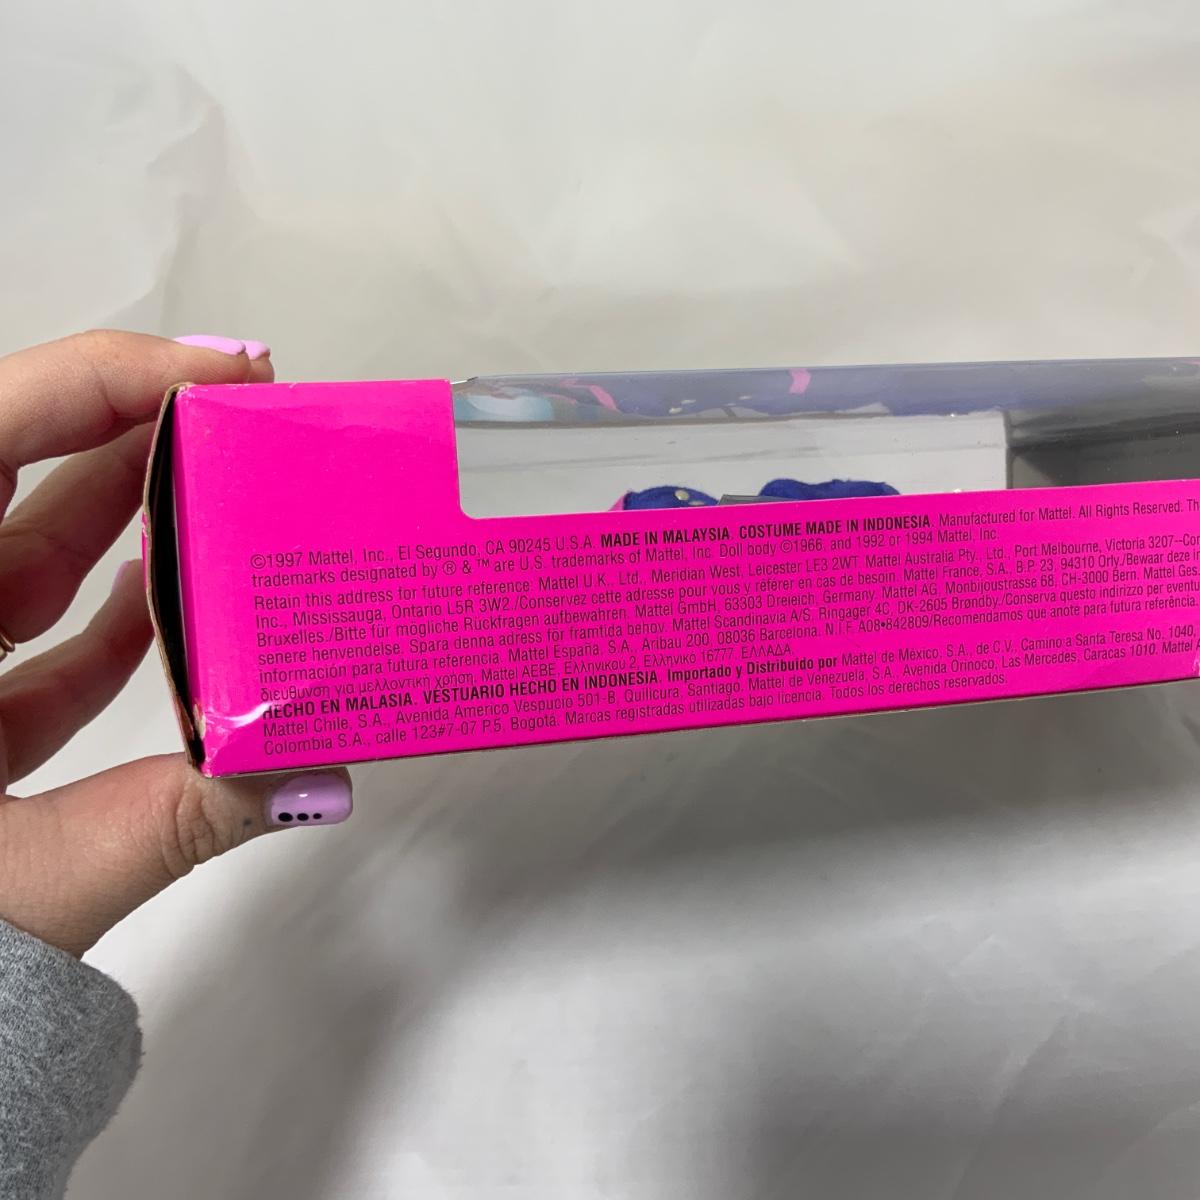 ©1997 Mattel, Inc., El Segundo, CA 90245 U.S.A. MADE IN MALAYSIA. COSTUME MADE IN INDONESIA. Manufactured for Mattel. All Rights Reserved. Th
trademarks designated by ® & ™ are U.S. trademarks of Mattel, Inc. Doll body ©1966, and 1992 or 1994 Mattel, Inc.
Retain this address for future reference: Mattel U.K., Ltd., Meridian West, Leicester LE3 2WT. Mattel Australia Pty., Ltd., Port Melbourne, Victoria 3207--Con
Inc., Mississauga, Ontario L5R 3W2./Conservez cette adresse pour vous y référer en cas de besoin. Mattel France, S.A., B.P. 23, 94310 Orly./Bewaar deze
Bruxelles./Bitte für mögliche Rückfragen aufbewahren. Mattel GmbH, 63303 Dreieich, Germany. Mattel AG, Monbijoustrasse 68, CH-3000 Bern. Mattel Ges.
senere henvendelse. Spara denna adress för framtida behov. Mattel Scandinavia A/S, Ringager 4C, DK-2605 Brøndby./Conserva questo indirizzo per
información para futura referencia. Mattel España, S.A., Aribau 200, 08036 Barcelona. N.I.F. A08•842809/Recomendamos que anote para futura referência
διεύθυνση για μελλοντική χρήση. Mattel AEBE, Ελληνικού 2, Ελληνικό 16777, ΕΛΛΑΔΑ.
HECHO EN MALASIA. VESTUARIO HECHO EN INDONESIA. Importado y Distribuido por Mattel de México, S.A., de C.V., Camino a Santa Teresa No. 1040,
Mattel Chile, S.A., Avenida Americo Vespucio 501-B, Quilicura, Santiago. Mattel de Venezuela, S.A., Avenida Orinoco, Las Mercedes, Caracas 1010. Mattel
Colombia S.A., calle 123#7-07 P.5, Bogotá. Marcas registradas utilizadas bajo licencia. Todos los derechos reservados.